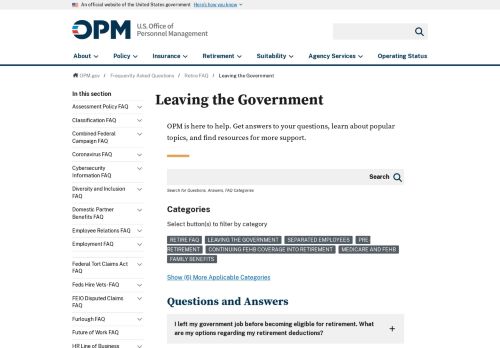 An official website of the United States government Here's how you know
OPM U.S. Office of
Personnel Management
About Policy Insurance Retirement Suitability Agency Services Operating Status
OPM.gov / Frequently Asked Questions / Retire FAQ / Leaving the Government
In this section
Assessment Policy FAQ
Classification FAQ
Combined Federal
Campaign FAQ
Coronavirus FAQ
Cybersecurity
Information FAQ
Diversity and Inclusion
FAQ
Domestic Partner
Benefits FAQ
Employee Relations FAQ
Employment FAQ
Federal Tort Claims Act
FAQ
Feds Hire Vets- FAQ
FEIO Disputed Claims
FAQ
Furlough FAQ
Future of Work FAQ
HR Line of Business
Leaving the Government
OPM is here to help. Get answers to your questions, learn about popular
topics, and find resources for more support.
Search
Search for Questions, Answers, FAQ Categories
Categories
Select button(s) to filter by category
RETIRE FAQ LEAVING THE GOVERNMENT SEPARATED EMPLOYEES PRE
RETIREMENT CONTINUING FEHB COVERAGE INTO RETIREMENT MEDICARE AND FEHB
FAMILY BENEFITS
Show (6) More Applicable Categories
Questions and Answers
I left my government job before becoming eligible for retirement. What
are my options regarding my retirement deductions?